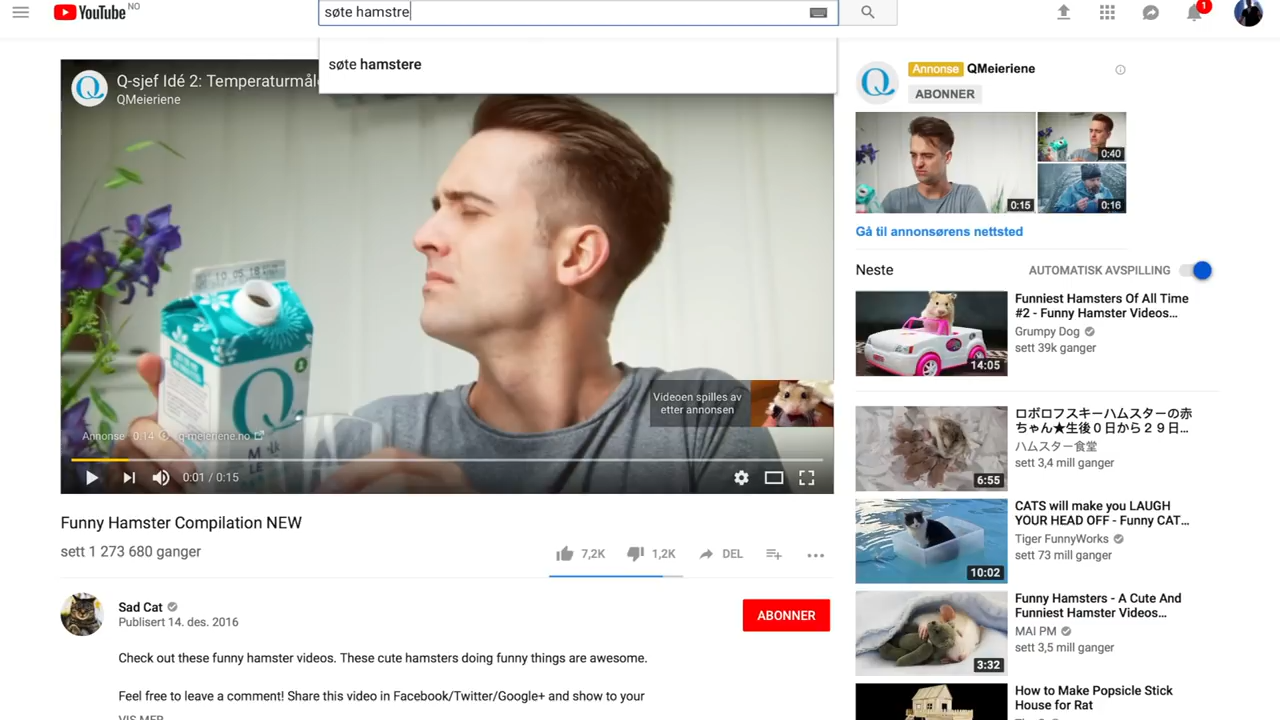 YouTube NO
søte hamstre
1
søte hamstere
Q-sjef Idé 2: Temperaturmåle
QMeieriene
10 05 18
Q
Videoen spilles av
etter annonsen
Annonse · 0:14
q-meieriene.no
0:01 / 0:15
Funny Hamster Compilation NEW
sett 1 273 680 ganger
7,2K
1,2K
DEL
Sad Cat
Publisert 14. des. 2016
ABONNER
Check out these funny hamster videos. These cute hamsters doing funny things are awesome.
Feel free to leave a comment! Share this video in Facebook/Twitter/Google+ and show to your
VIS MER
Annonse QMeieriene
ABONNER
0:15
0:40
0:16
Gå til annonsørens nettsted
Neste
AUTOMATISK AVSPILLING
Funniest Hamsters Of All Time
#2 - Funny Hamster Videos...
Grumpy Dog
sett 39k ganger
14:05
ロボロフスキーハムスターの赤
ちゃん★生後０日から２９日...
ハムスター食堂
sett 3,4 mill ganger
6:55
CATS will make you LAUGH
YOUR HEAD OFF - Funny CAT...
Tiger FunnyWorks
sett 73 mill ganger
10:02
Funny Hamsters - A Cute And
Funniest Hamster Videos...
MAI PM
sett 3,5 mill ganger
3:32
How to Make Popsicle Stick
House for Rat